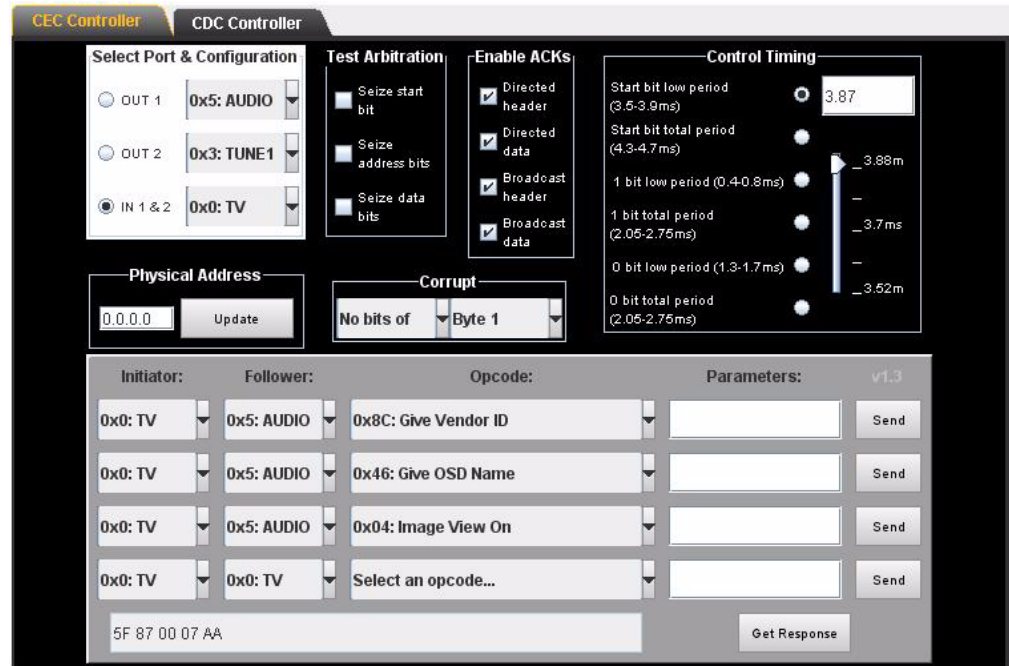 CEC Controller
CDC Controller
Select Port & Configuration
OUT 1
0x5: AUDIO
OUT 2
0x3: TUNE1
IN 1 & 2
0x0: TV
Test Arbitration
Seize start
bit
Seize
address bits
Seize data
bits
Enable ACKs
Directed
header
Directed
data
Broadcast
header
Broadcast
data
Control Timing
Start bit low period
(3.5-3.9ms)
3.87
Start bit total period
(4.3-4.7ms)
1 bit low period (0.4-0.8ms)
1 bit total period
(2.05-2.75ms)
0 bit low period (1.3-1.7ms)
0 bit total period
(2.05-2.75ms)
3.88m
3.7ms
3.52m
Physical Address
0.0.0.0
Update
Corrupt
No bits of
Byte 1
Initiator:
Follower:
Opcode:
Parameters:
v1.3
0x0: TV
0x5: AUDIO
0x8C: Give Vendor ID
Send
0x0: TV
0x5: AUDIO
0x46: Give OSD Name
Send
0x0: TV
0x5: AUDIO
0x04: Image View On
Send
0x0: TV
0x0: TV
Select an opcode...
Send
5F 87 00 07 AA
Get Response